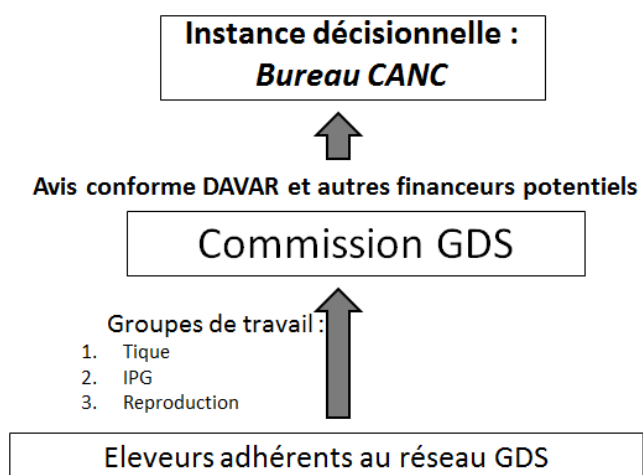 Instance décisionnelle :
Bureau CANC
Avis conforme DAVAR et autres financeurs potentiels
Commission GDS
Groupes de travail :
1. Tique
2. IPG
3. Reproduction
Eleveurs adhérents au réseau GDS